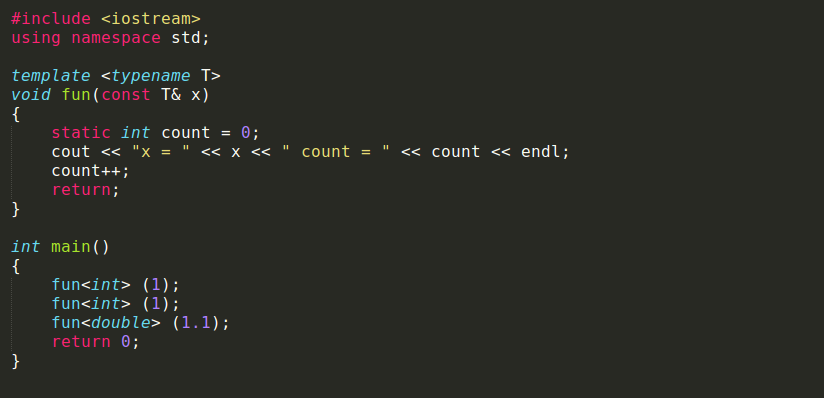 #include <iostream>
using namespace std;
template <typename T>
void fun(const T& x)
{
    static int count = 0;
    cout << "x = " << x << " count = " << count << endl;
    count++;
    return;
}
int main()
{
    fun<int> (1);
    fun<int> (1);
    fun<double> (1.1);
    return 0;
}